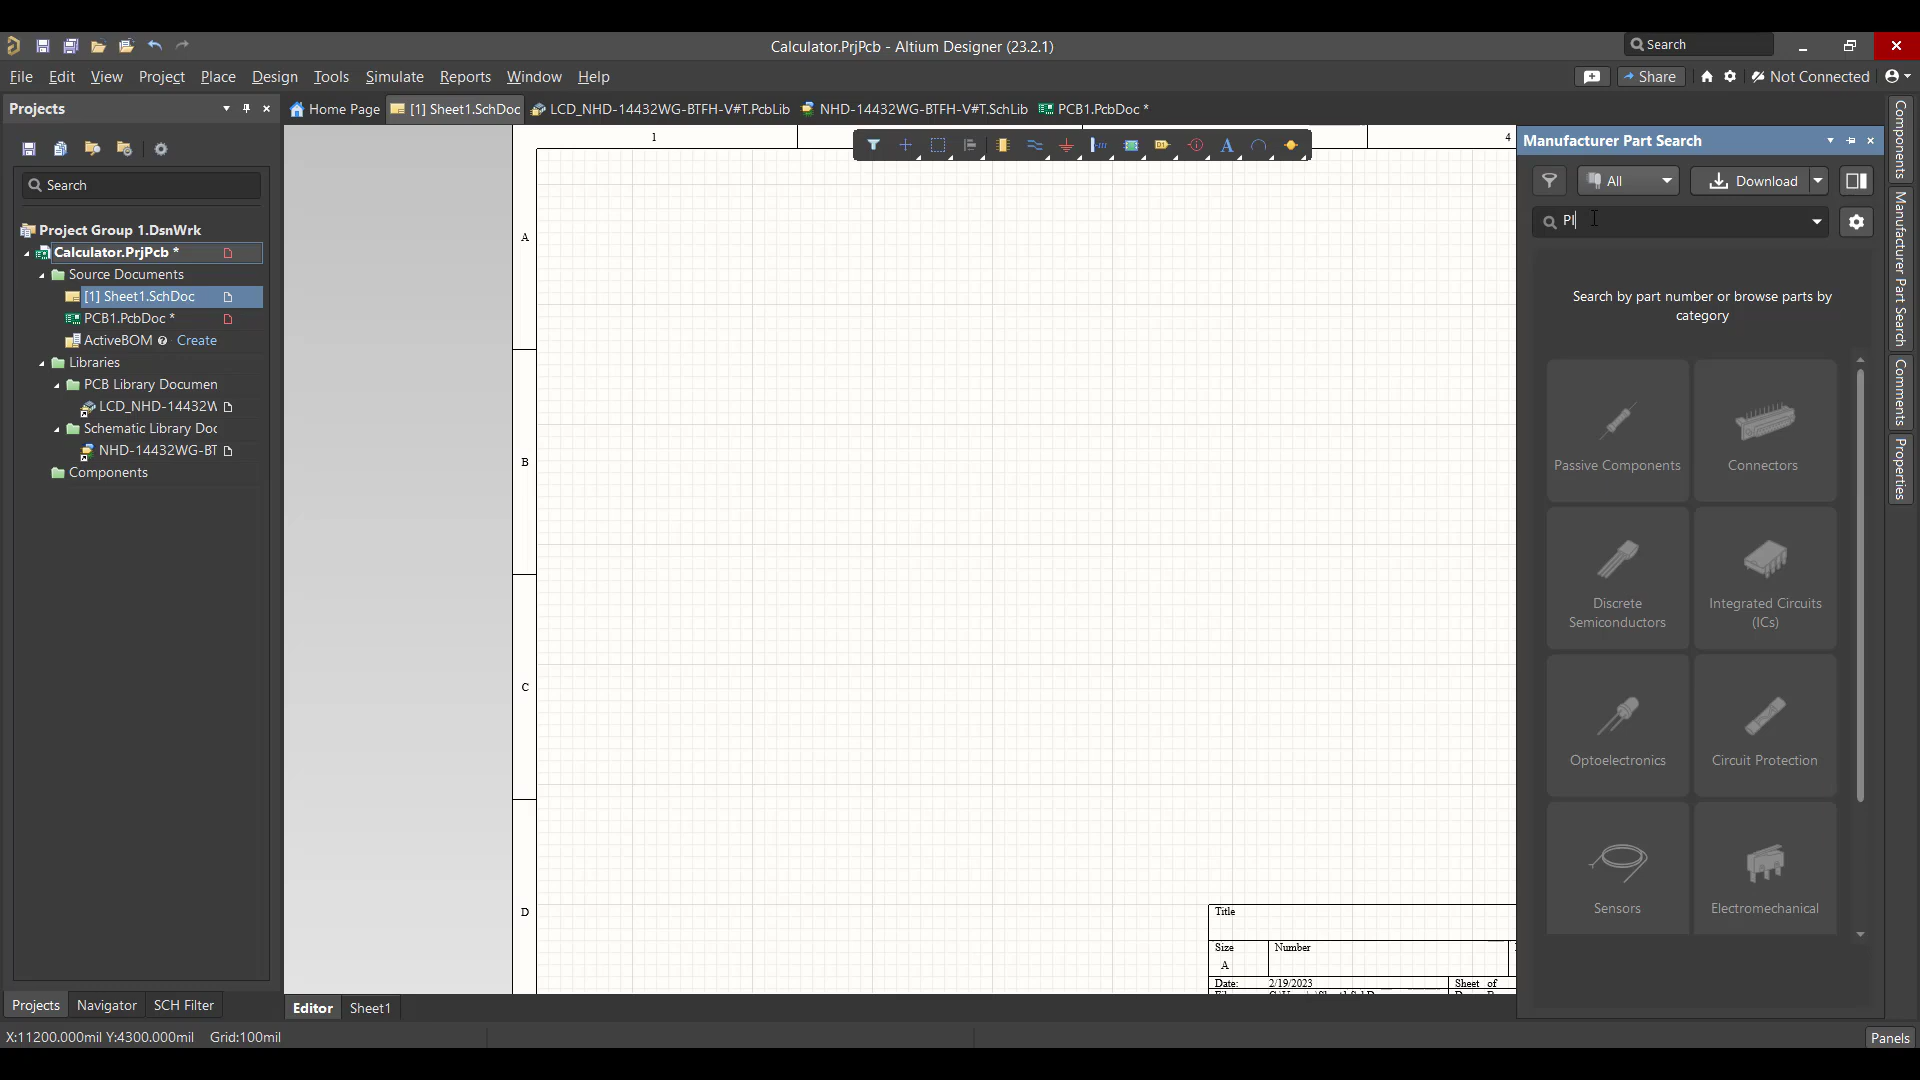 Calculator.PrjPcb - Altium Designer (23.2.1)
Search
File Edit View Project Place Design Tools Simulate Reports Window Help
Share
Not Connected
Projects
Home Page
[1] Sheet1.SchDoc
LCD_NHD-14432WG-BTFH-V#T.PcbLib
NHD-14432WG-BTFH-V#T.SchLib
PCB1.PcbDoc *
Search
Project Group 1.DsnWrk
Calculator.PrjPcb *
Source Documents
[1] Sheet1.SchDoc
PCB1.PcbDoc *
ActiveBOM Create
Libraries
PCB Library Documen
LCD_NHD-14432W
Schematic Library Doc
NHD-14432WG-BT
Components
1
4
A
B
C
D
Title
Size
Number
A
Date:
2/19/2023
Sheet of
Manufacturer Part Search
All
Download
PI
Search by part number or browse parts by
category
Passive Components
Connectors
Discrete
Semiconductors
Integrated Circuits
(ICs)
Optoelectronics
Circuit Protection
Sensors
Electromechanical
Components
Manufacturer Part Search
Comments
Properties
Projects
Navigator
SCH Filter
Editor
Sheet1
X:11200.000mil Y:4300.000mil Grid:100mil
Panels